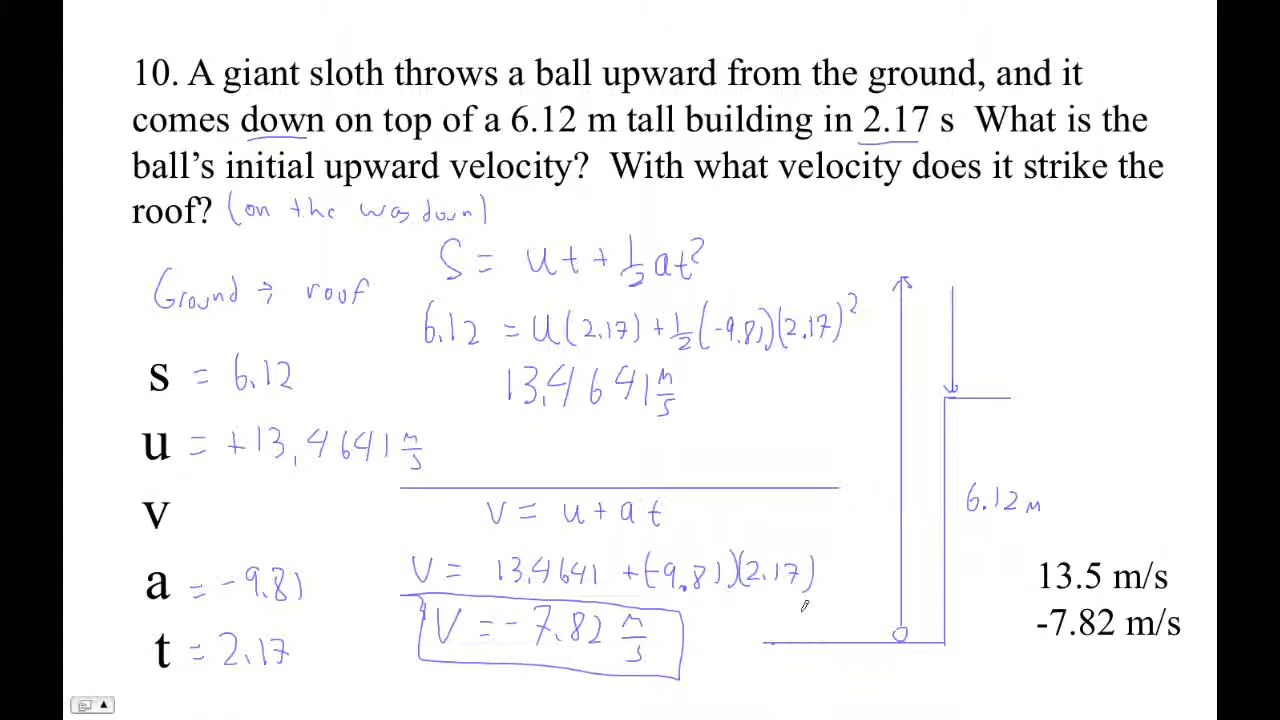 10. A giant sloth throws a ball upward from the ground, and it
comes down on top of a 6.12 m tall building in 2.17 s What is the
ball's initial upward velocity? With what velocity does it strike the
roof? (on the was down)
Ground → roof
S = ut + 1/2 at²
6.12 = u(2.17) + 1/2 (-9.81)(2.17)²
13.4641 m/s
s = 6.12
u = +13.4641 m/s
v
a = -9.81
t = 2.17
v = u + at
V = 13.4641 + (-9.81)(2.17)
V = -7.82 m/s
6.12 m
13.5 m/s
-7.82 m/s